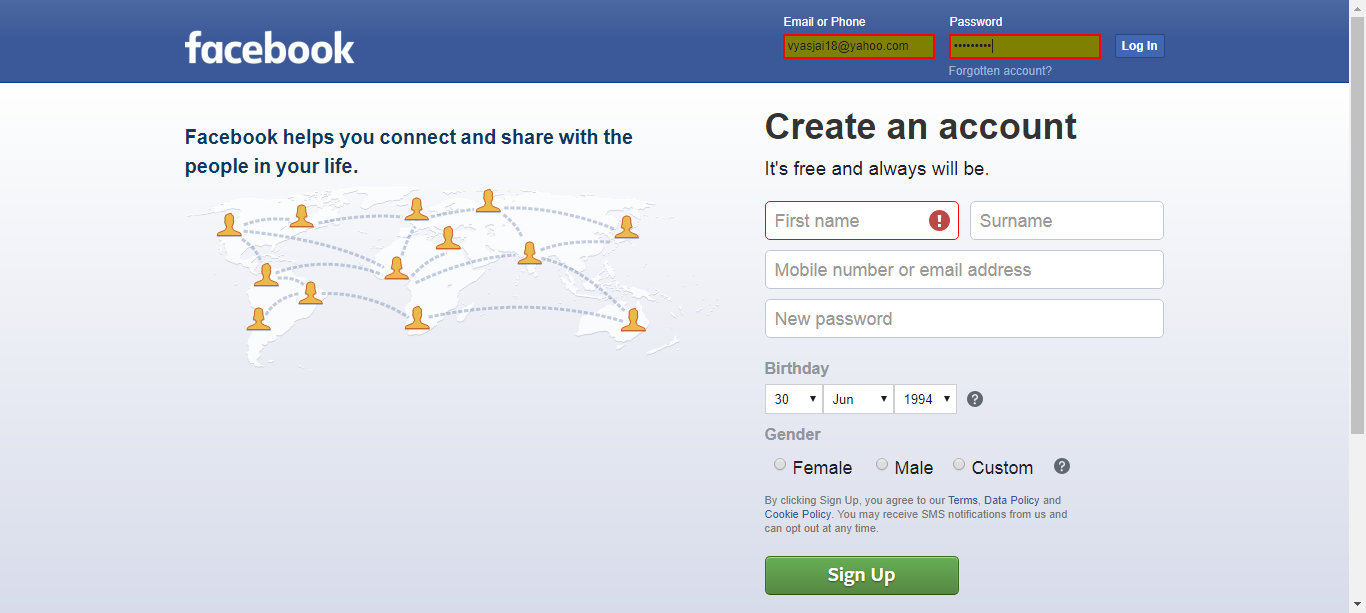 facebook
Email or Phone
Password
vyasjai18@yahoo.com
•••••••••
Log In
Forgotten account?
Facebook helps you connect and share with the
people in your life.
Create an account
It's free and always will be.
First name
Surname
Mobile number or email address
New password
Birthday
30 Jun 1994
Gender
Female Male Custom
By clicking Sign Up, you agree to our Terms, Data Policy and
Cookie Policy. You may receive SMS notifications from us and
can opt out at any time.
Sign Up